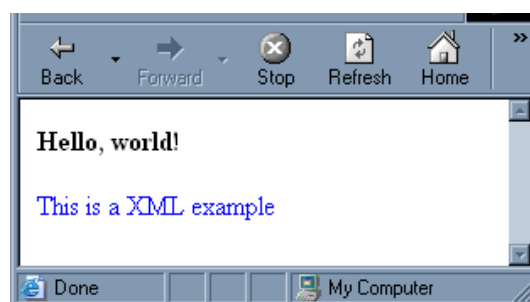 Back Forward Stop Refresh Home »
Hello, world!
This is a XML example
Done My Computer